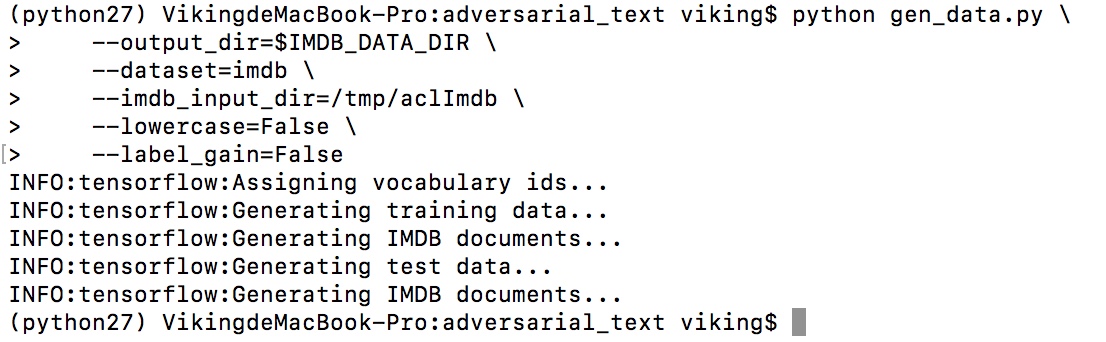 (python27) VikingdeMacBook-Pro:adversarial_text viking$ python gen_data.py \
>     --output_dir=$IMDB_DATA_DIR \
>     --dataset=imdb \
>     --imdb_input_dir=/tmp/aclImdb \
>     --lowercase=False \
[>     --label_gain=False
INFO:tensorflow:Assigning vocabulary ids...
INFO:tensorflow:Generating training data...
INFO:tensorflow:Generating IMDB documents...
INFO:tensorflow:Generating test data...
INFO:tensorflow:Generating IMDB documents...
(python27) VikingdeMacBook-Pro:adversarial_text viking$